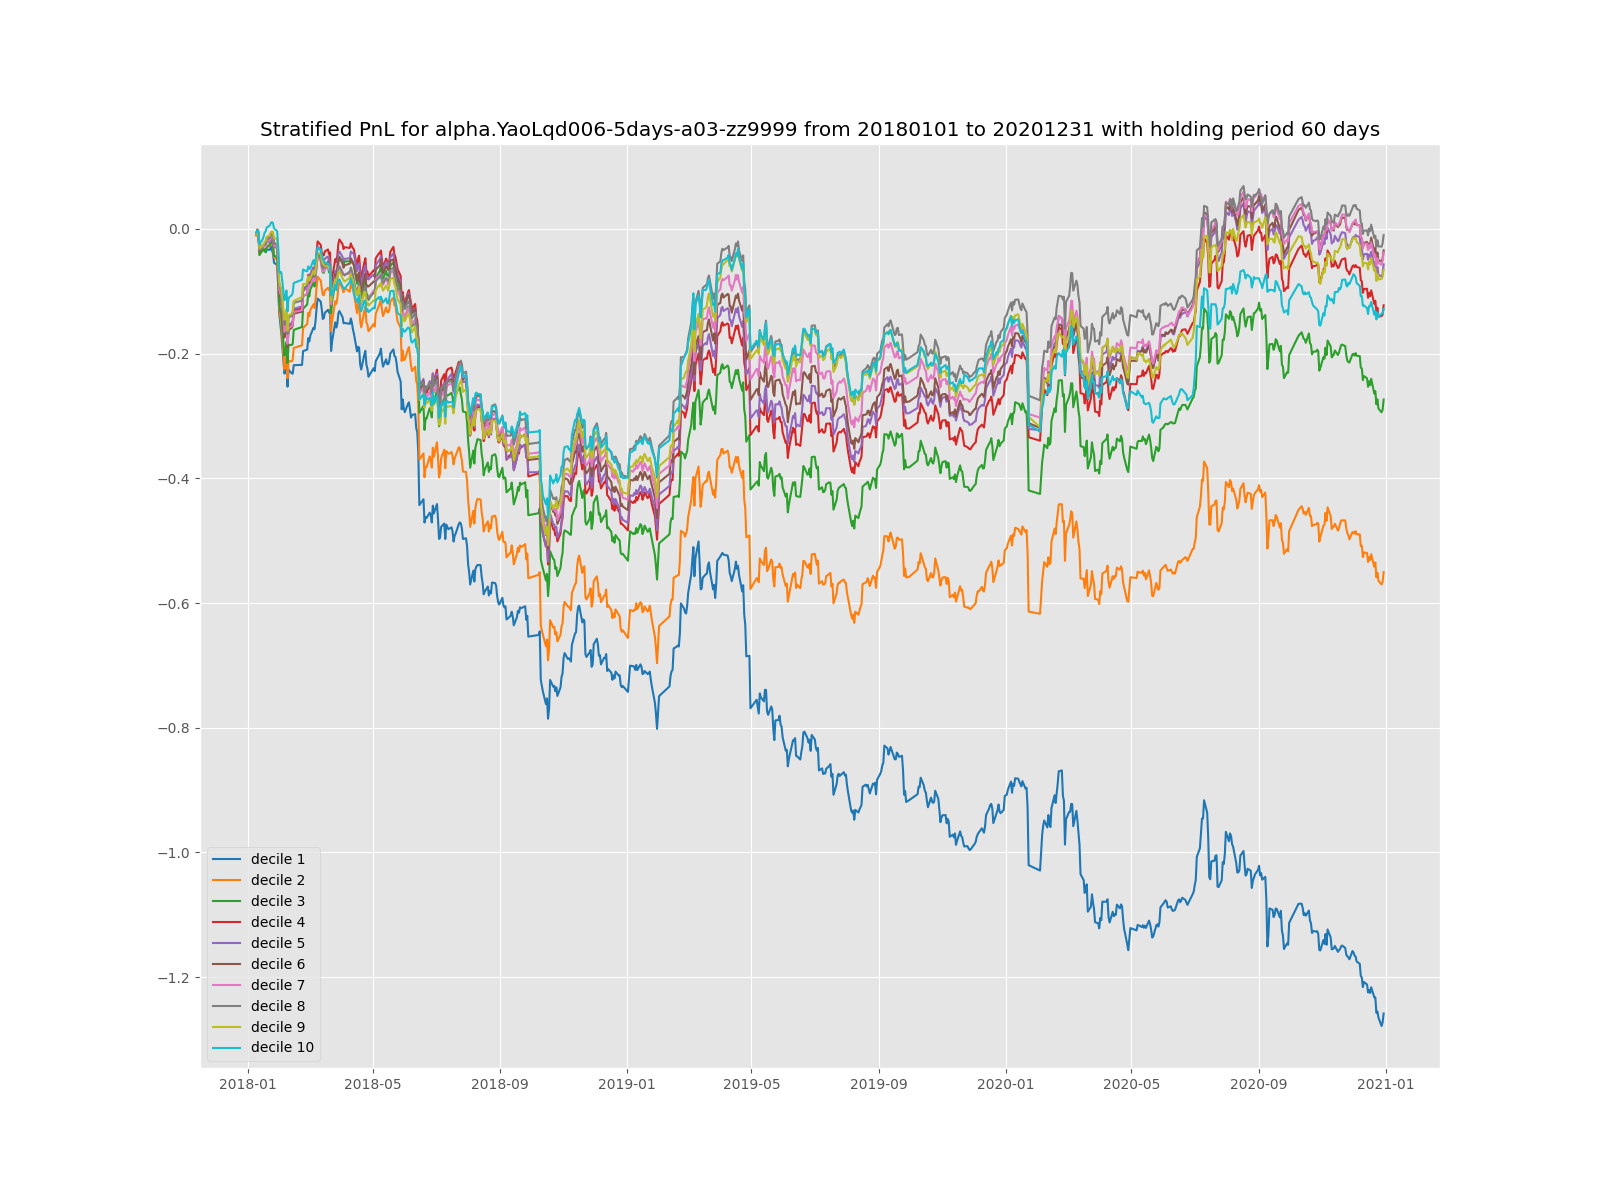 Stratified PnL for alpha.YaoLqd006-5days-a03-zz9999 from 20180101 to 20201231 with holding period 60 days
0.0
−0.2
−0.4
−0.6
−0.8
−1.0
−1.2
decile 1
decile 2
decile 3
decile 4
decile 5
decile 6
decile 7
decile 8
decile 9
decile 10
2018-01 2018-05 2018-09 2019-01 2019-05 2019-09 2020-01 2020-05 2020-09 2021-01